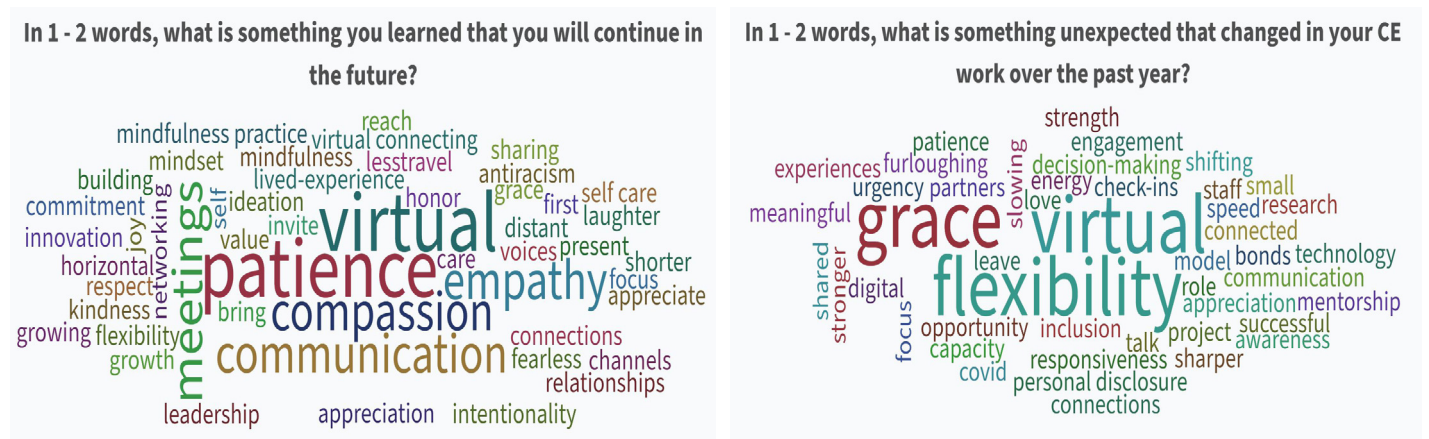 In 1 - 2 words, what is something you learned that you will continue in
the future?
reach
mindfulness practice
virtual connecting
sharing
mindset
mindfulness
lesstravel
antiracism
building
lived-experience
grace
self care
commitment
networking
meetings
self
ideation
honor
first
laughter
innovation
joy
value
invite
virtual
distant
horizontal
patience
care
voices
present
shorter
respect
empathy
focus
appreciate
kindness
bring
compassion
growing
flexibility
connections
growth
communication
fearless
channels
relationships
leadership
appreciation
intentionality
In 1 - 2 words, what is something unexpected that changed in your CE
work over the past year?
strength
patience
slowing
engagement
experiences
furloughing
decision-making
shifting
urgency
partners
energy
check-ins
staff
small
meaningful
grace
love
virtual
speed
research
connected
shared
stronger
leave
model
bonds
technology
digital
flexibility
role
communication
appreciation
mentorship
focus
opportunity
inclusion
talk
project
successful
awareness
capacity
responsiveness
sharper
covid
personal disclosure
connections